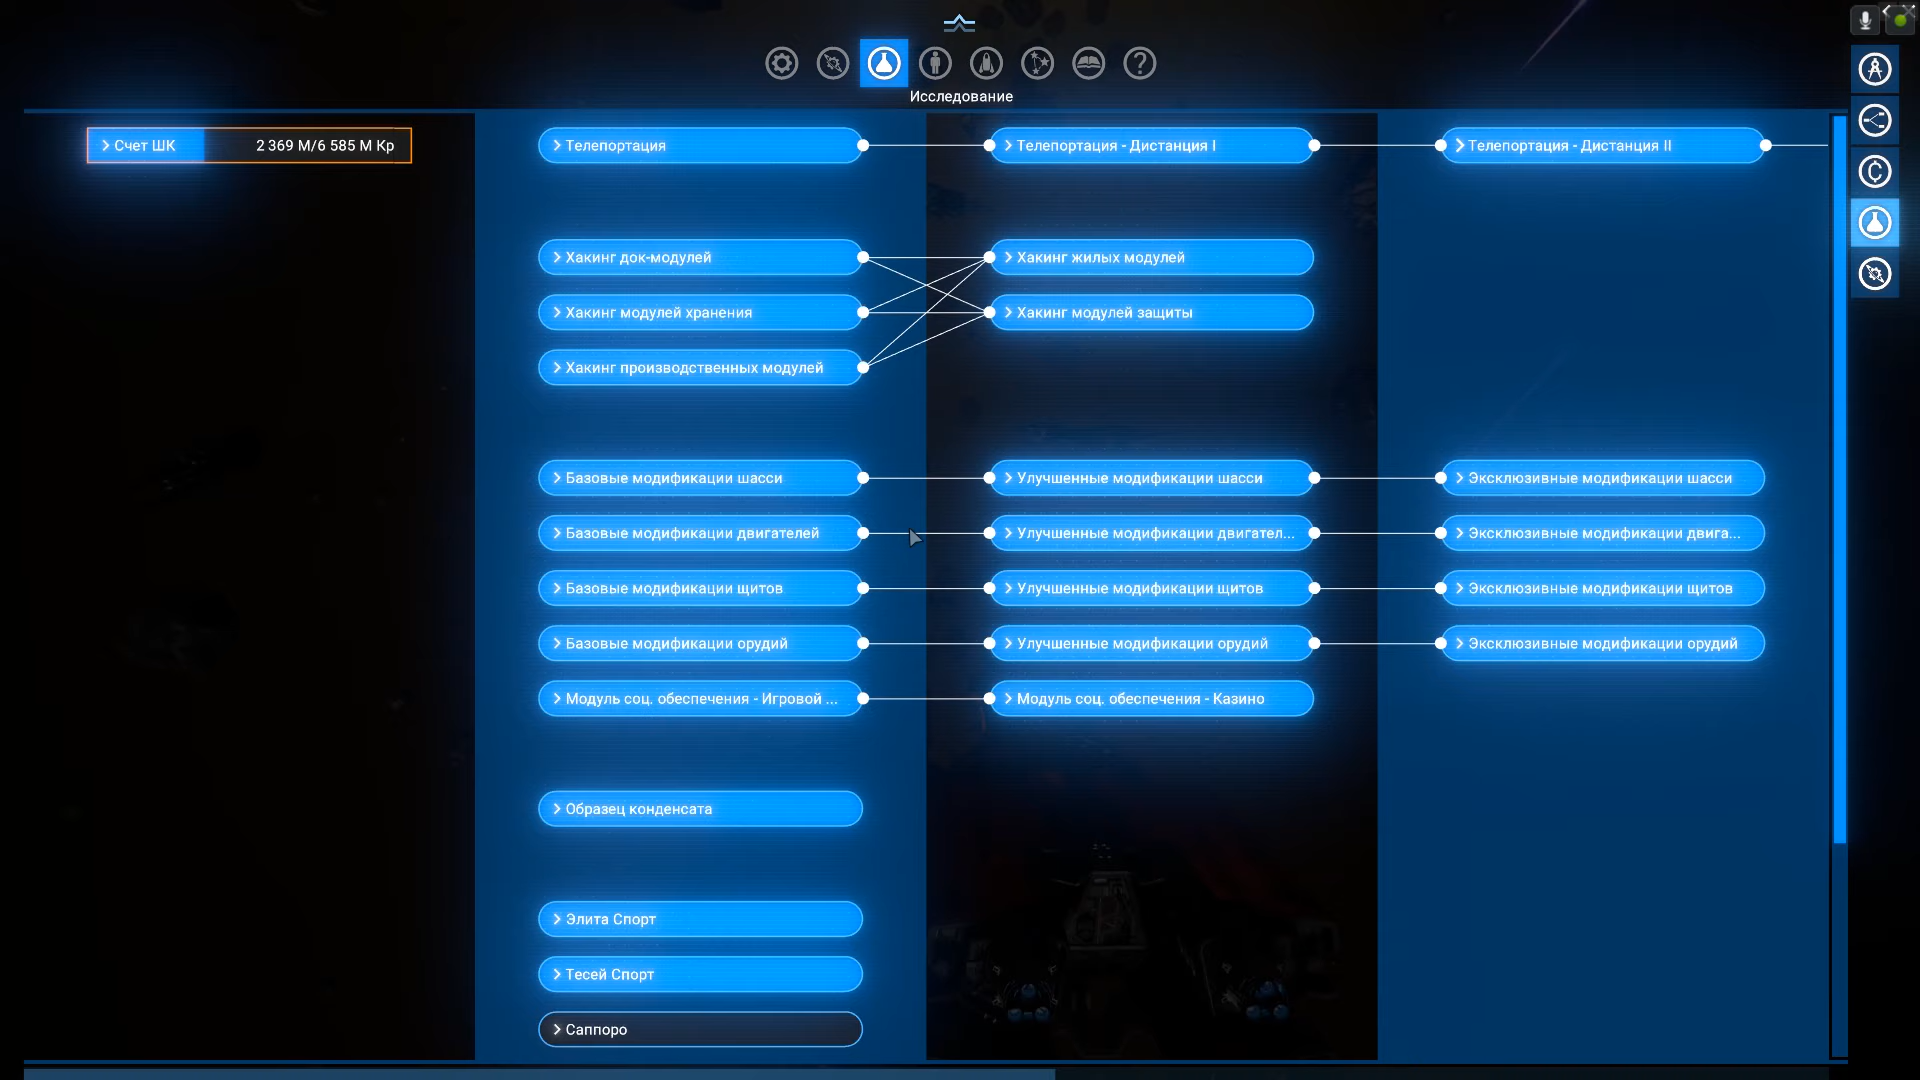 Исследование
Счет ШК 2 369 M/6 585 M Кр
Телепортация
Телепортация - Дистанция I
Телепортация - Дистанция II
Хакинг док-модулей
Хакинг жилых модулей
Хакинг модулей хранения
Хакинг модулей защиты
Хакинг производственных модулей
Базовые модификации шасси
Улучшенные модификации шасси
Эксклюзивные модификации шасси
Базовые модификации двигателей
Улучшенные модификации двигател...
Эксклюзивные модификации двига...
Базовые модификации щитов
Улучшенные модификации щитов
Эксклюзивные модификации щитов
Базовые модификации орудий
Улучшенные модификации орудий
Эксклюзивные модификации орудий
Модуль соц. обеспечения - Игровой ...
Модуль соц. обеспечения - Казино
Образец конденсата
Элита Спорт
Тесей Спорт
Саппоро